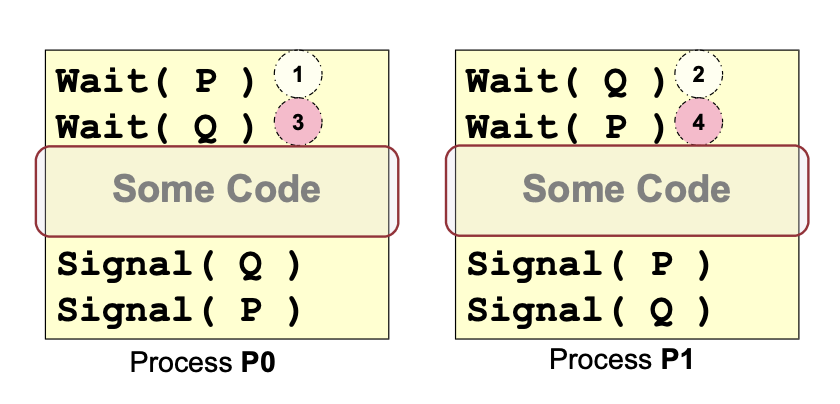 Wait( P ) 1
Wait( Q ) 3
Some Code
Signal( Q )
Signal( P )
Process P0
Wait( Q ) 2
Wait( P ) 4
Some Code
Signal( P )
Signal( Q )
Process P1